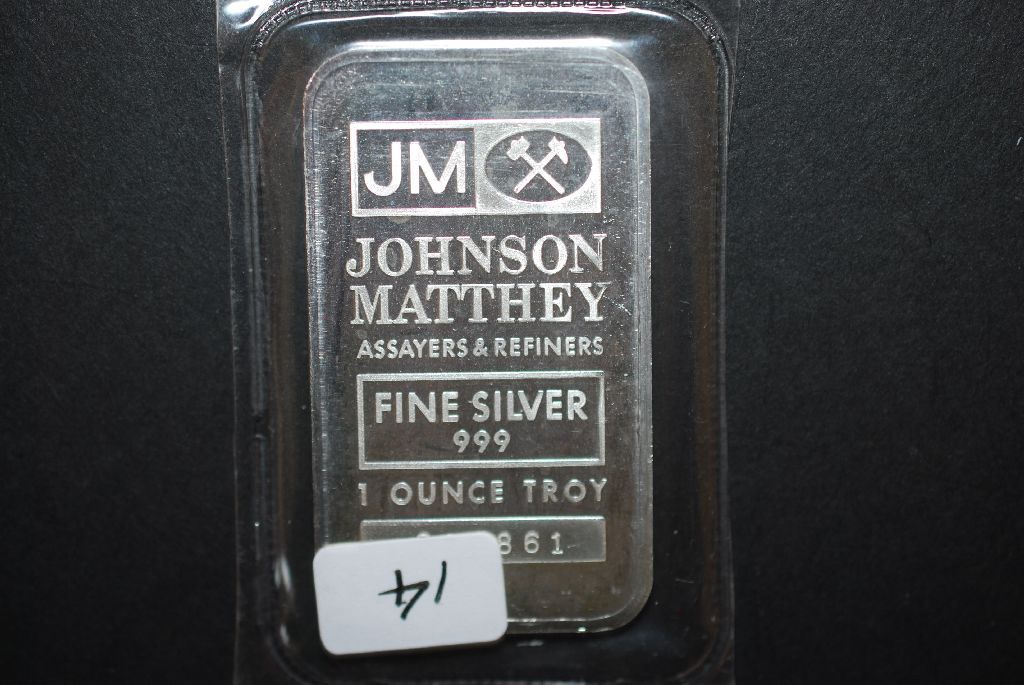 JM
JOHNSON
MATTHEY
ASSAYERS & REFINERS
FINE SILVER
999
1 OUNCE TROY
861
14